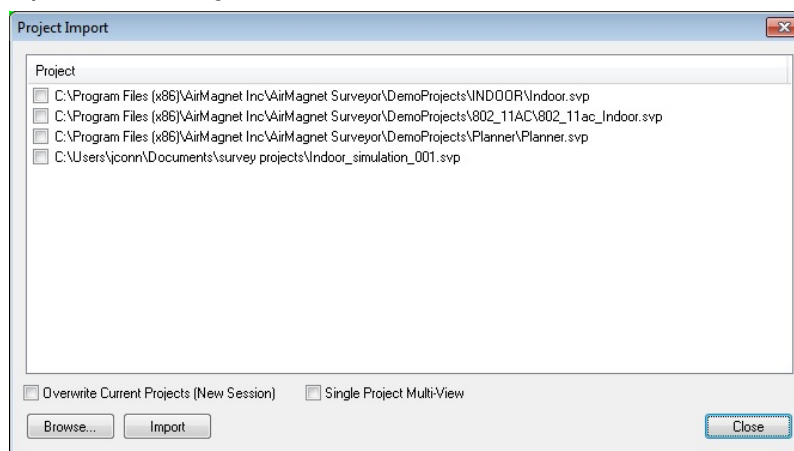 Project Import
Project
C:\Program Files (x86)\AirMagnet Inc\AirMagnet Surveyor\DemoProjects\INDOOR\Indoor.svp
C:\Program Files (x86)\AirMagnet Inc\AirMagnet Surveyor\DemoProjects\802_11AC\802_11ac_Indoor.svp
C:\Program Files (x86)\AirMagnet Inc\AirMagnet Surveyor\DemoProjects\Planner\Planner.svp
C:\Users\jconn\Documents\survey projects\Indoor_simulation_001.svp
Overwrite Current Projects (New Session) Single Project Multi-View
Browse... Import Close